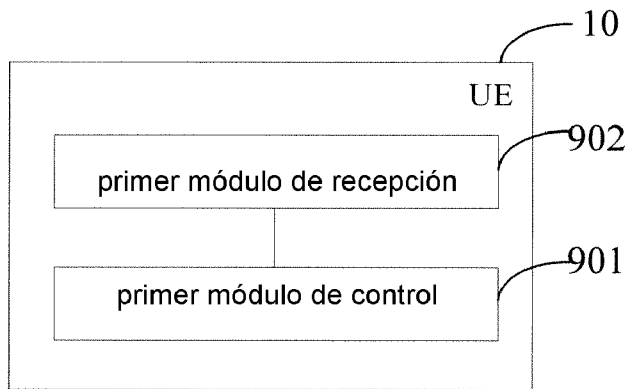 10
UE
902
primer módulo de recepción
901
primer módulo de control